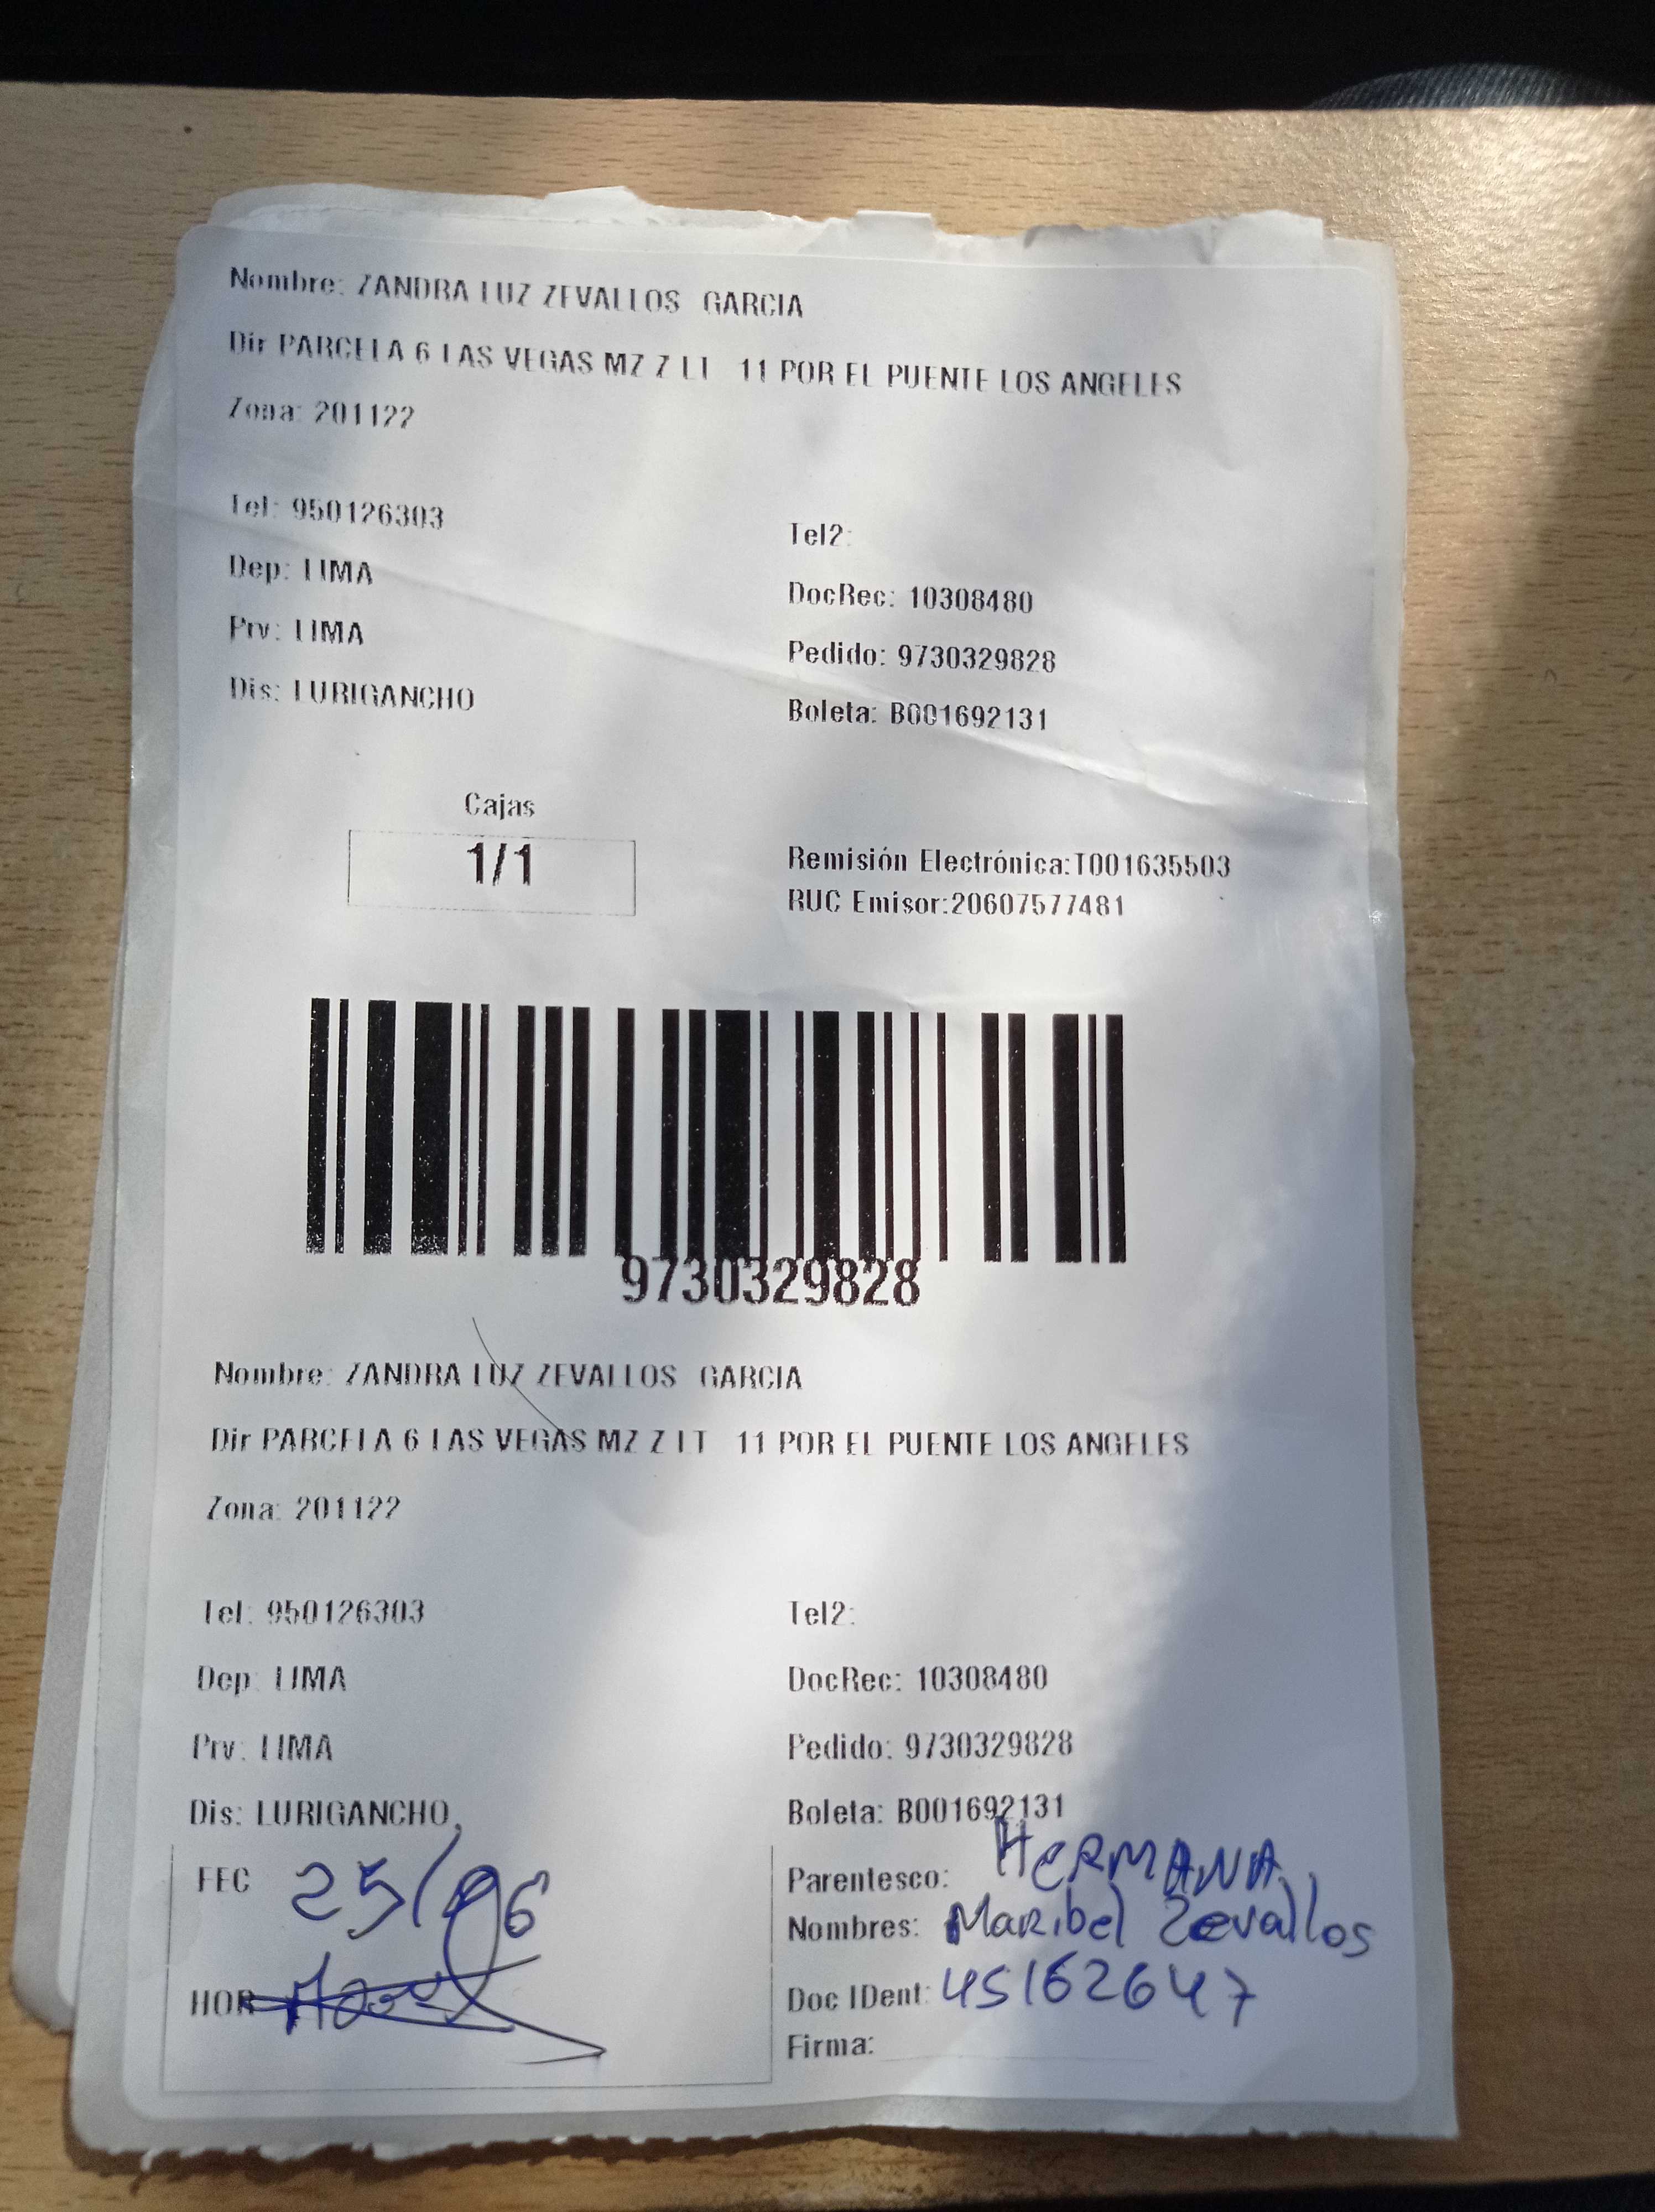 Nombre: ZANDRA LUZ ZEVALLOS GARCIA
Dir PARCELA 6 LAS VEGAS MZ Z LT 11 POR EL PUENTE LOS ANGELES
Zona: 201122
Tel: 950126303
Tel2:
Dep: LIMA
DocRec: 10308480
Prv: LIMA
Pedido: 9730329828
Dis: LURIGANCHO
Boleta: B001692131
Cajas
1/1
Remisión Electrónica:T001635503
RUC Emisor:20607577481
9730329828
Nombre: ZANDRA LUZ ZEVALLOS GARCIA
Dir PARCELA 6 LAS VEGAS MZ Z LT 11 POR EL PUENTE LOS ANGELES
Zona: 201122
Tel: 950126303
Tel2:
Dep: LIMA
DocRec: 10308480
Prv: LIMA
Pedido: 9730329828
Dis: LURIGANCHO
Boleta: B001692131
FEC 25/06
Parentesco: HERMANA
Nombres: Maribel Zevallos
HOR
Doc IDent: 45162647
Firma: